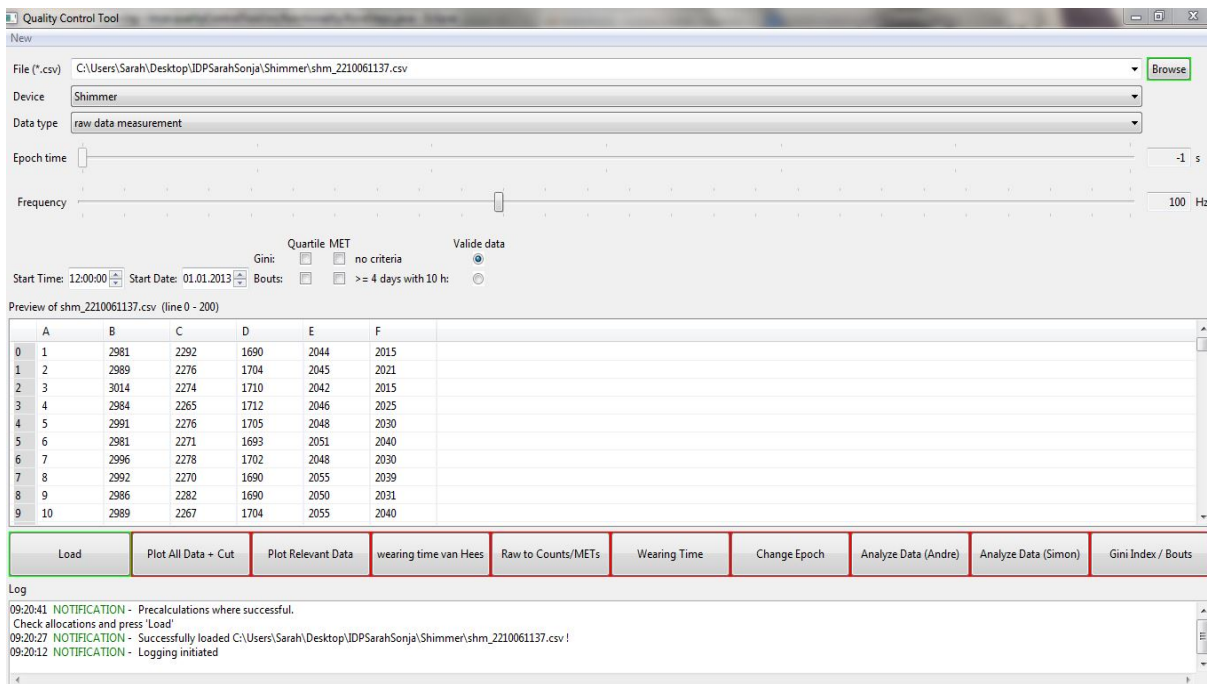 Quality Control Tool
New
File (*.csv) C:\Users\Sarah\Desktop\IDPSarahSonja\Shimmer\shm_2210061137.csv Browse
Device Shimmer
Data type raw data measurement
Epoch time -1 s
Frequency 100 Hz
Quartile MET Valide data
Gini: no criteria
Start Time: 12:00:00 Start Date: 01.01.2013 Bouts: >= 4 days with 10 h:
Preview of shm_2210061137.csv (line 0 - 200)
A B C D E F
0 1 2981 2292 1690 2044 2015
1 2 2989 2276 1704 2045 2021
2 3 3014 2274 1710 2042 2015
3 4 2984 2265 1712 2046 2025
4 5 2991 2276 1705 2048 2030
5 6 2981 2271 1693 2051 2040
6 7 2996 2278 1702 2048 2030
7 8 2992 2270 1690 2055 2039
8 9 2986 2282 1690 2050 2031
9 10 2989 2267 1704 2055 2040
Load Plot All Data + Cut Plot Relevant Data wearing time van Hees Raw to Counts/METs Wearing Time Change Epoch Analyze Data (Andre) Analyze Data (Simon) Gini Index / Bouts
Log
09:20:41 NOTIFICATION - Precalculations where successful.
Check allocations and press 'Load'
09:20:27 NOTIFICATION - Successfully loaded C:\Users\Sarah\Desktop\IDPSarahSonja\Shimmer\shm_2210061137.csv !
09:20:12 NOTIFICATION - Logging initiated